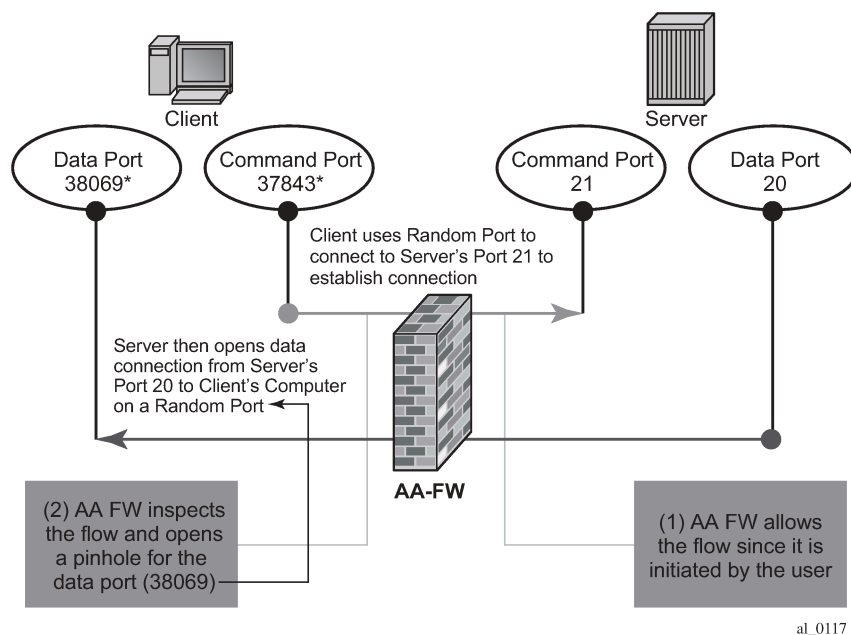 Client
Server
Data Port
38069*
Command Port
37843*
Command Port
21
Data Port
20
Client uses Random Port to
connect to Server's Port 21 to
establish connection
Server then opens data
connection from Server's
Port 20 to Client's Computer
on a Random Port
AA-FW
(2) AA FW inspects
the flow and opens
a pinhole for the
data port (38069)
(1) AA FW allows
the flow since it is
initiated by the user
al_0117